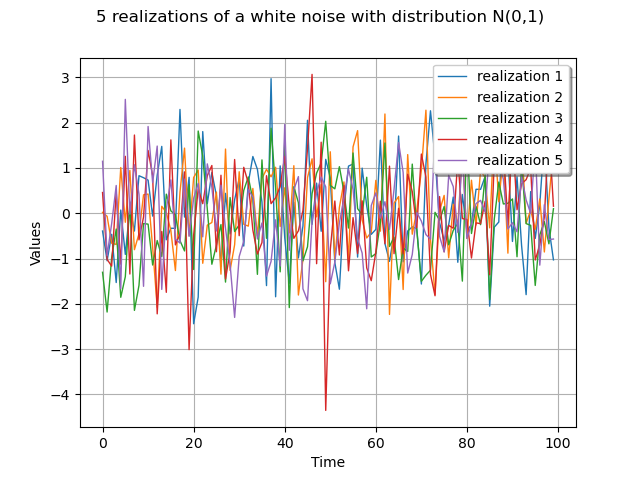 5 realizations of a white noise with distribution N(0,1)
realization 1
realization 2
realization 3
realization 4
realization 5
3
2
1
0
−1
−2
−3
−4
Values
0
20
40
60
80
100
Time